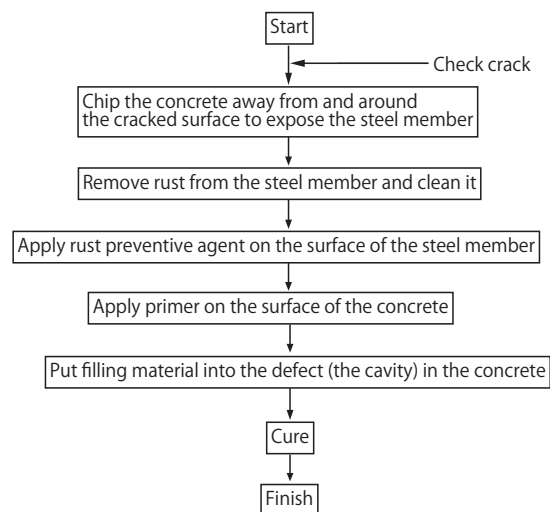 Start
Check crack
Chip the concrete away from and around
the cracked surface to expose the steel member
Remove rust from the steel member and clean it
Apply rust preventive agent on the surface of the steel member
Apply primer on the surface of the concrete
Put filling material into the defect (the cavity) in the concrete
Cure
Finish